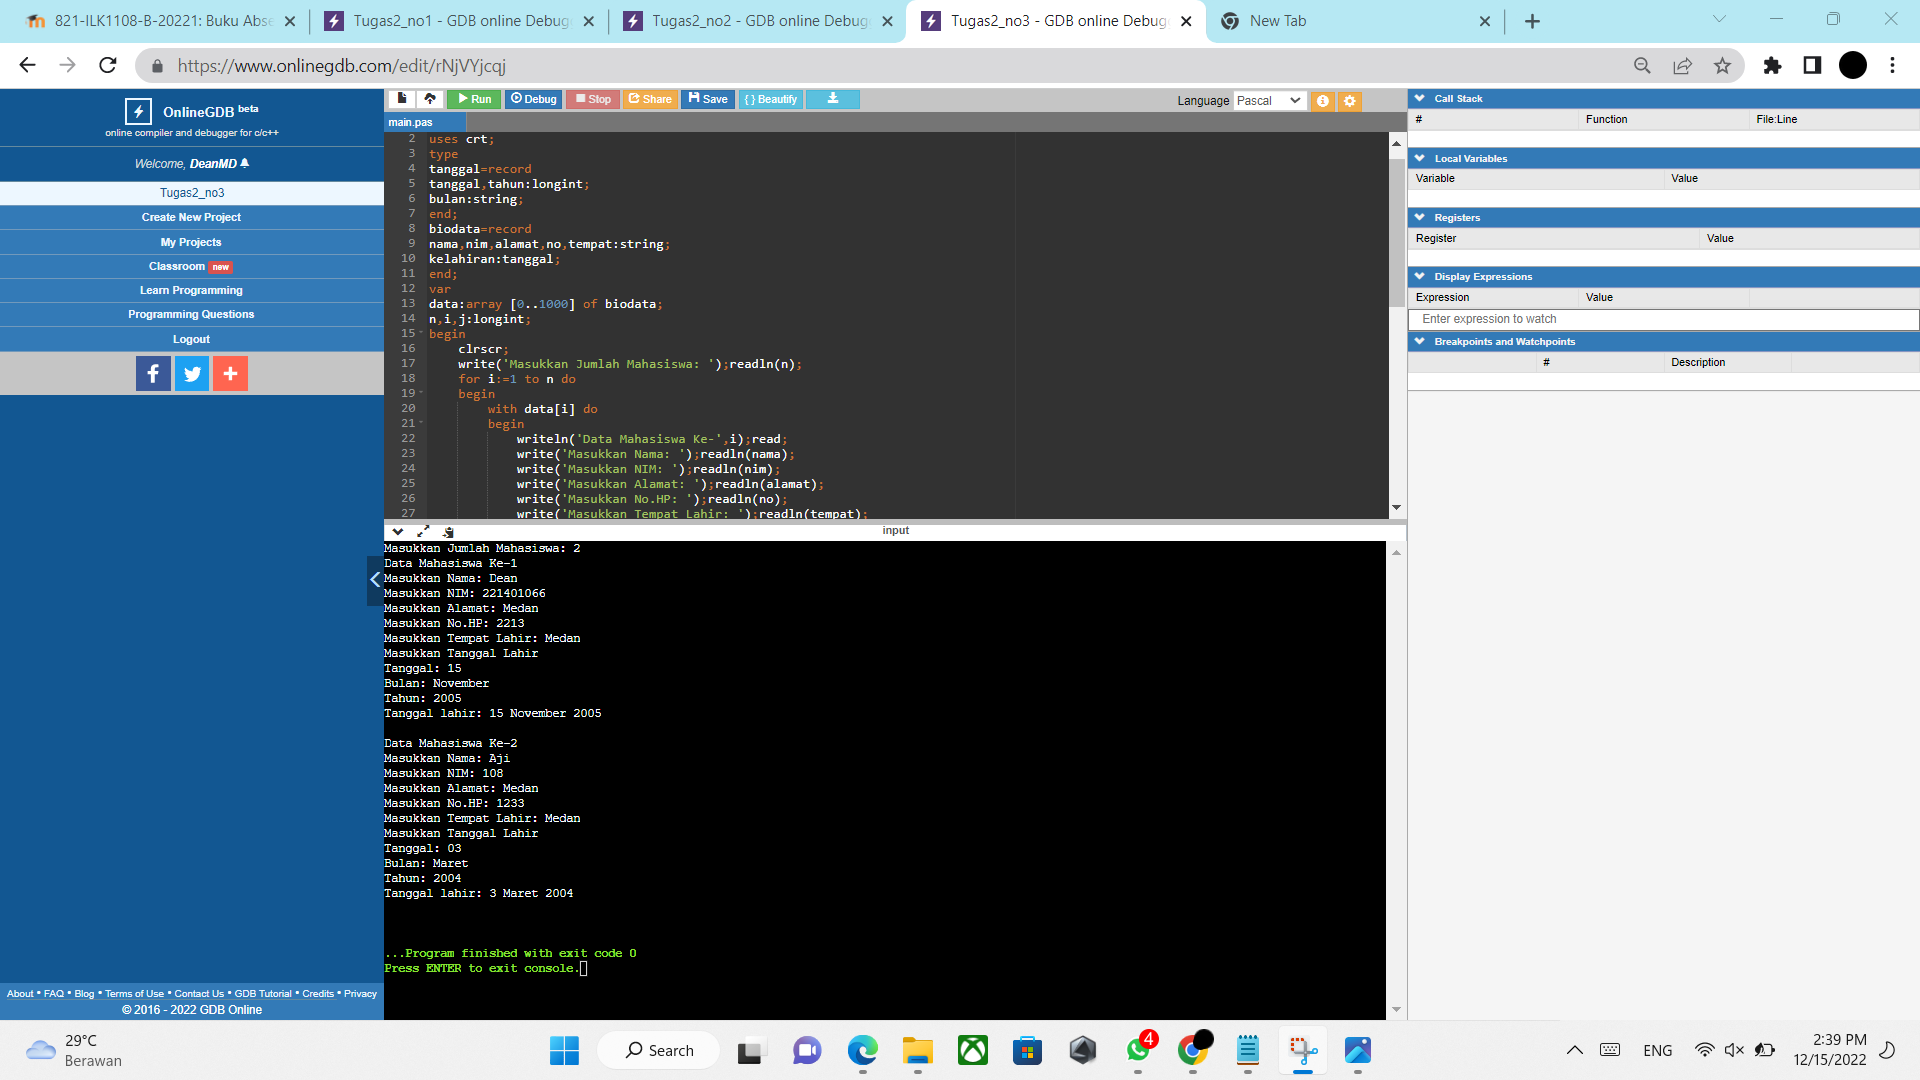 821-ILK1108-B-20221: Buku Abse
Tugas2_no1 - GDB online Debug
Tugas2_no2 - GDB online Debug
Tugas2_no3 - GDB online Debug
New Tab
https://www.onlinegdb.com/edit/rNjVYjcqj
OnlineGDB beta
online compiler and debugger for c/c++
Welcome, DeanMD
Tugas2_no3
Create New Project
My Projects
Classroom new
Learn Programming
Programming Questions
Logout
About • FAQ • Blog • Terms of Use • Contact Us • GDB Tutorial • Credits • Privacy
© 2016 - 2022 GDB Online
Run Debug Stop Share Save { } Beautify
Language Pascal
main.pas
2 uses crt;
3 type
4 tanggal=record
5 tanggal,tahun:longint;
6 bulan:string;
7 end;
8 biodata=record
9 nama,nim,alamat,no,tempat:string;
10 kelahiran:tanggal;
11 end;
12 var
13 data:array [0..1000] of biodata;
14 n,i,j:longint;
15 begin
16 clrscr;
17 write('Masukkan Jumlah Mahasiswa: ');readln(n);
18 for i:=1 to n do
19 begin
20 with data[i] do
21 begin
22 writeln('Data Mahasiswa Ke-',i);read;
23 write('Masukkan Nama: ');readln(nama);
24 write('Masukkan NIM: ');readln(nim);
25 write('Masukkan Alamat: ');readln(alamat);
26 write('Masukkan No.HP: ');readln(no);
27 write('Masukkan Tempat Lahir: ');readln(tempat);
input
Masukkan Jumlah Mahasiswa: 2
Data Mahasiswa Ke-1
Masukkan Nama: Dean
Masukkan NIM: 221401066
Masukkan Alamat: Medan
Masukkan No.HP: 2213
Masukkan Tempat Lahir: Medan
Masukkan Tanggal Lahir
Tanggal: 15
Bulan: November
Tahun: 2005
Tanggal lahir: 15 November 2005
Data Mahasiswa Ke-2
Masukkan Nama: Aji
Masukkan NIM: 108
Masukkan Alamat: Medan
Masukkan No.HP: 1233
Masukkan Tempat Lahir: Medan
Masukkan Tanggal Lahir
Tanggal: 03
Bulan: Maret
Tahun: 2004
Tanggal lahir: 3 Maret 2004
...Program finished with exit code 0
Press ENTER to exit console.
Call Stack
# Function File:Line
Local Variables
Variable Value
Registers
Register Value
Display Expressions
Expression Value
Enter expression to watch
Breakpoints and Watchpoints
# Description
29°C
Berawan
Search
4
ENG
2:39 PM
12/15/2022